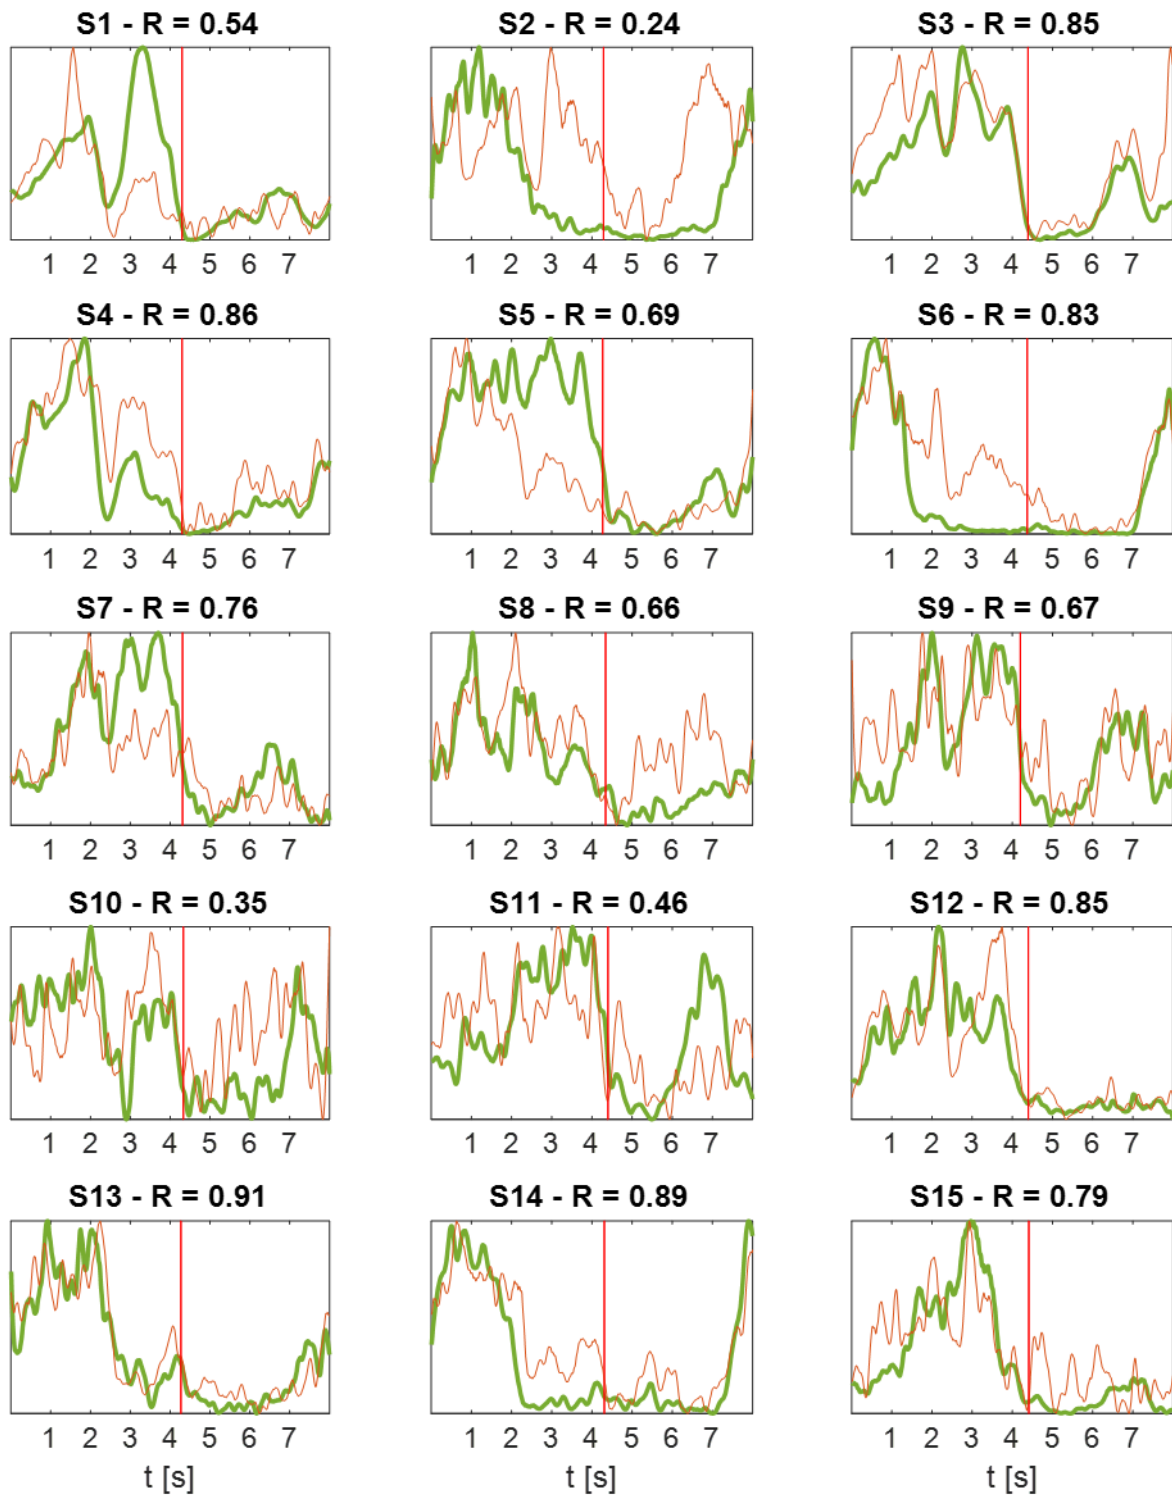 S1 - R = 0.54 S2 - R = 0.24 S3 - R = 0.85
1 2 3 4 5 6 7 1 2 3 4 5 6 7 1 2 3 4 5 6 7
S4 - R = 0.86 S5 - R = 0.69 S6 - R = 0.83
1 2 3 4 5 6 7 1 2 3 4 5 6 7 1 2 3 4 5 6 7
S7 - R = 0.76 S8 - R = 0.66 S9 - R = 0.67
1 2 3 4 5 6 7 1 2 3 4 5 6 7 1 2 3 4 5 6 7
S10 - R = 0.35 S11 - R = 0.46 S12 - R = 0.85
1 2 3 4 5 6 7 1 2 3 4 5 6 7 1 2 3 4 5 6 7
S13 - R = 0.91 S14 - R = 0.89 S15 - R = 0.79
1 2 3 4 5 6 7 1 2 3 4 5 6 7 1 2 3 4 5 6 7
t [s] t [s] t [s]